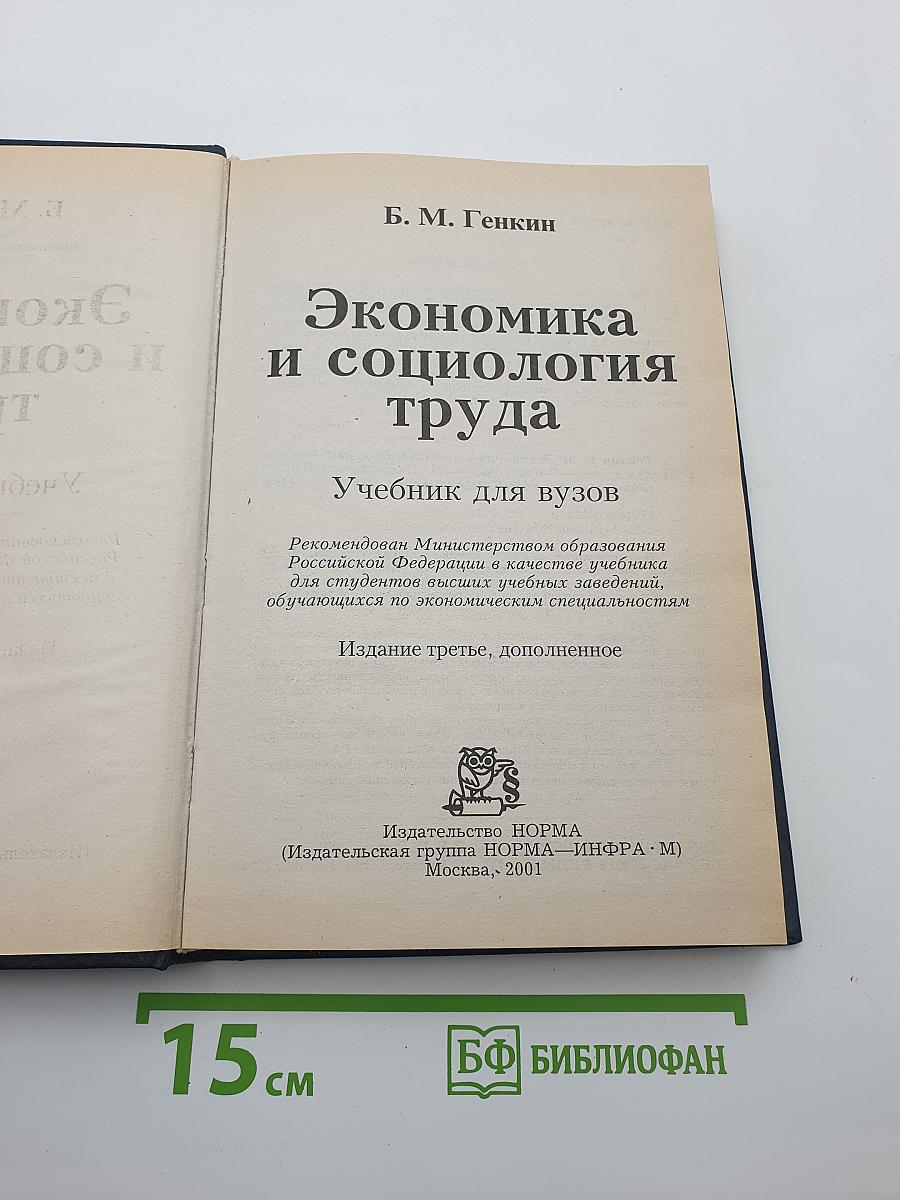 Б. М. Генкин
Экономика
и социология
труда
Учебник для вузов
Рекомендован Министерством образования
Российской Федерации в качестве учебника
для студентов высших учебных заведений,
обучающихся по экономическим специальностям
Издание третье, дополненное
§
Издательство НОРМА
(Издательская группа НОРМА—ИНФРА · М)
Москва, 2001
15 см
БФ БИБЛИОФАН